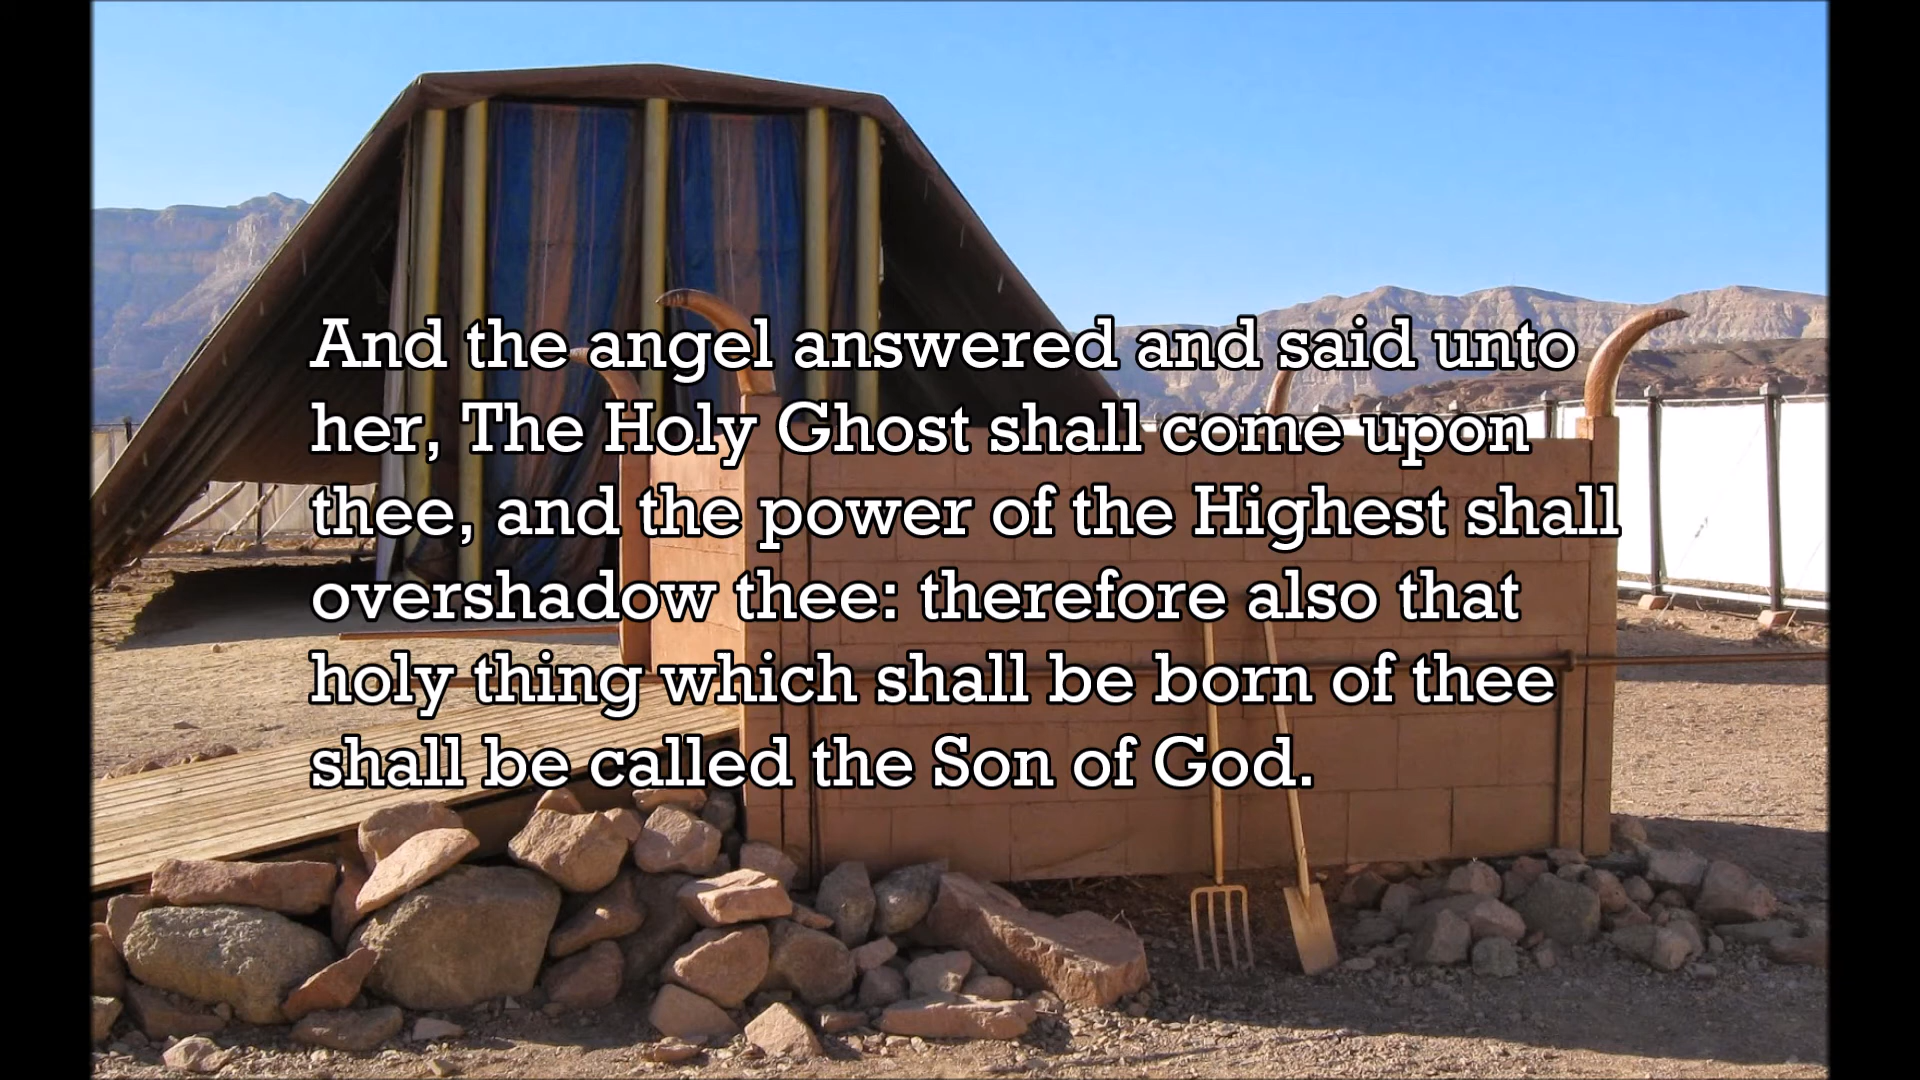 And the angel answered and said unto
her, The Holy Ghost shall come upon
thee, and the power of the Highest shall
overshadow thee: therefore also that
holy thing which shall be born of thee
shall be called the Son of God.